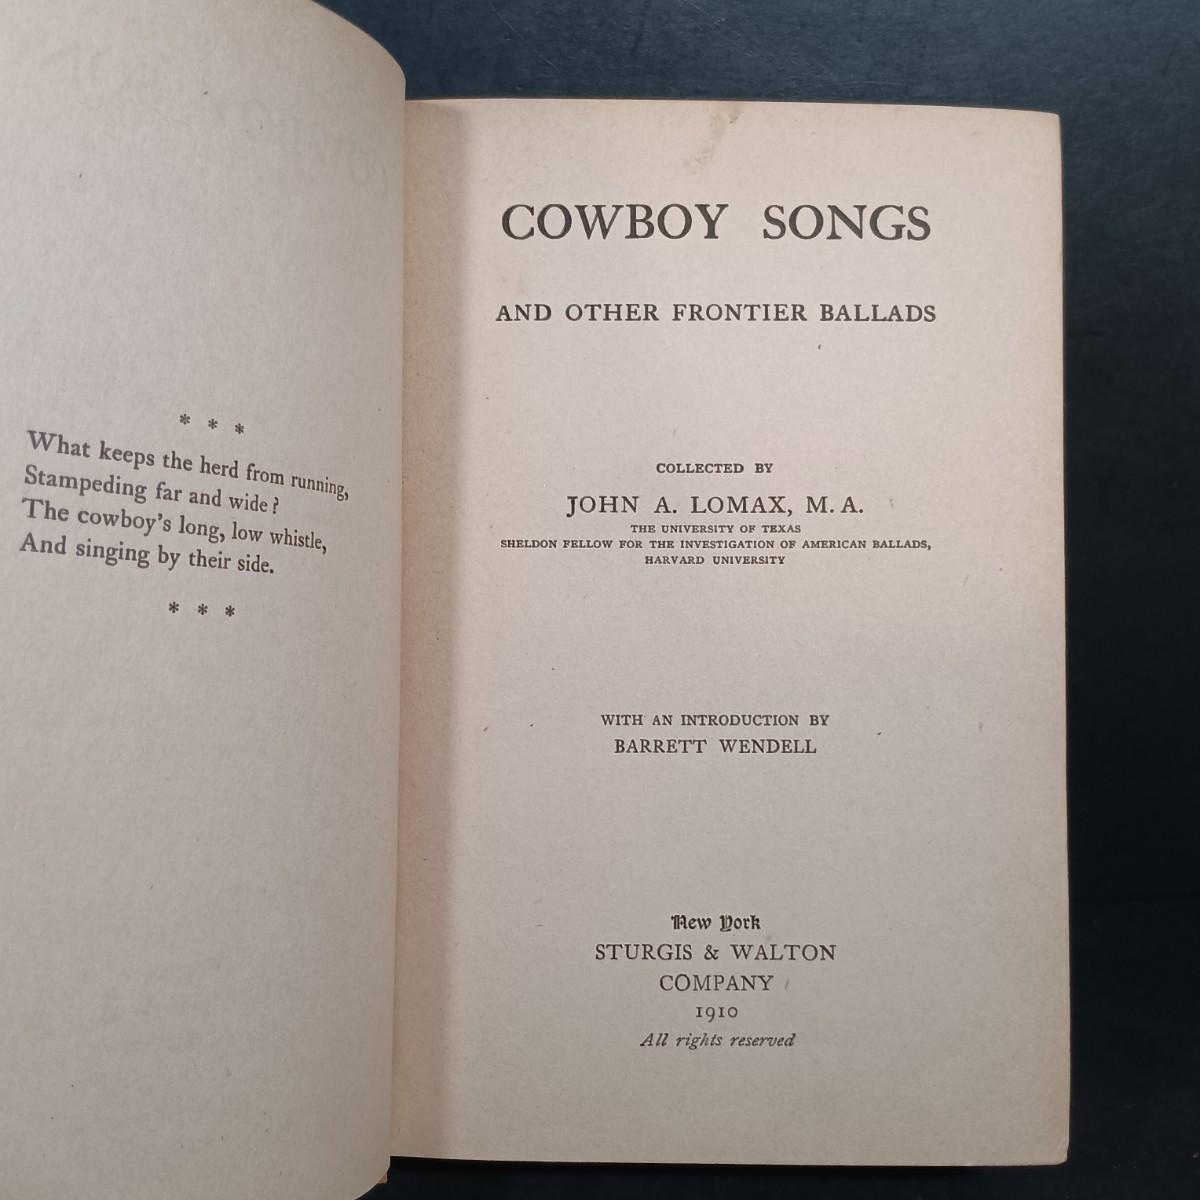 * * *
What keeps the herd from running,
Stampeding far and wide?
The cowboy's long, low whistle,
And singing by their side.
* * *
COWBOY SONGS
AND OTHER FRONTIER BALLADS
COLLECTED BY
JOHN A. LOMAX, M.A.
THE UNIVERSITY OF TEXAS
SHELDON FELLOW FOR THE INVESTIGATION OF AMERICAN BALLADS,
HARVARD UNIVERSITY
WITH AN INTRODUCTION BY
BARRETT WENDELL
New York
STURGIS & WALTON
COMPANY
1910
All rights reserved